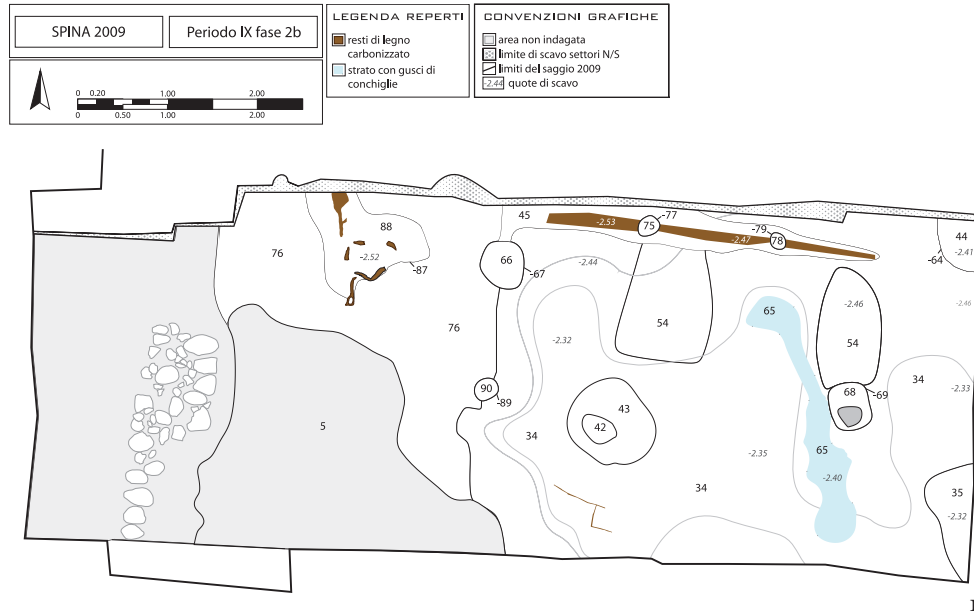 SPINA 2009
Periodo IX fase 2b
0 0.20 1.00 2.00
0 0.50 1.00 2.00
LEGENDA REPERTI
resti di legno
carbonizzato
strato con gusci di
conchiglie
CONVENZIONI GRAFICHE
area non indagata
limite di scavo settori N/S
limiti del saggio 2009
-2.44 quote di scavo
45
-2.53
75
-77
-79
-2.47
78
44
-64
-2.41
76
88
-2.52
-87
66
-67
-2.44
-2.46
-2.46
54
65
54
-2.32
76
34
-2.33
90
-89
68
-69
43
42
5
34
65
-2.35
-2.40
34
35
-2.32